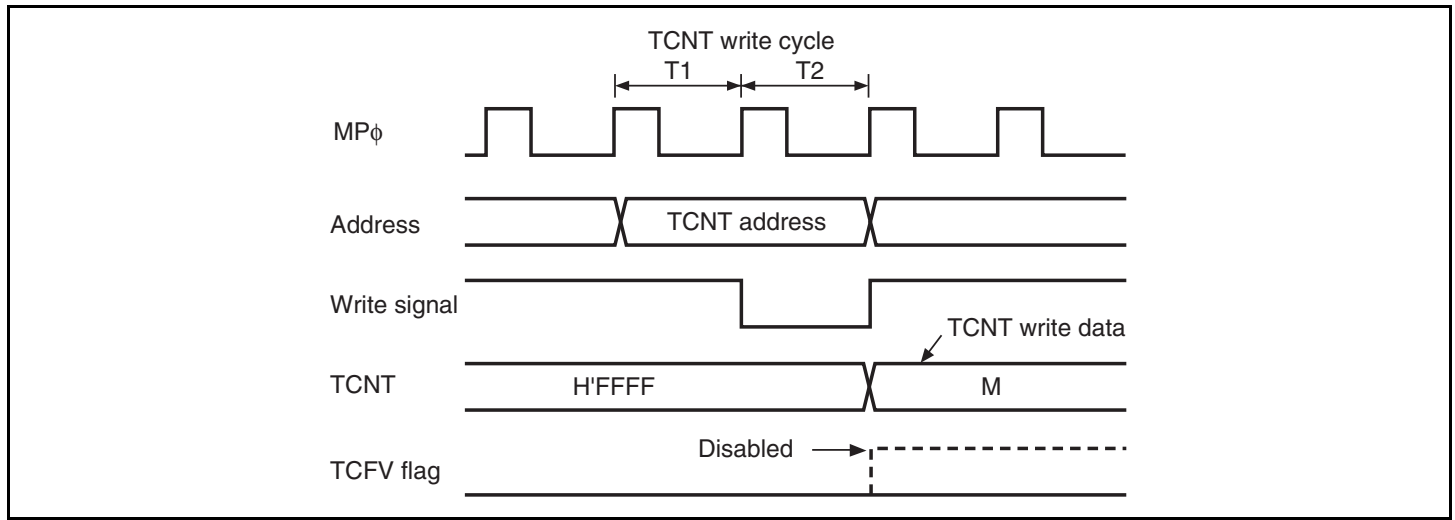 TCNT write cycle
T1 T2
MPϕ
Address TCNT address
Write signal
TCNT write data
TCNT H'FFFF M
Disabled
TCFV flag